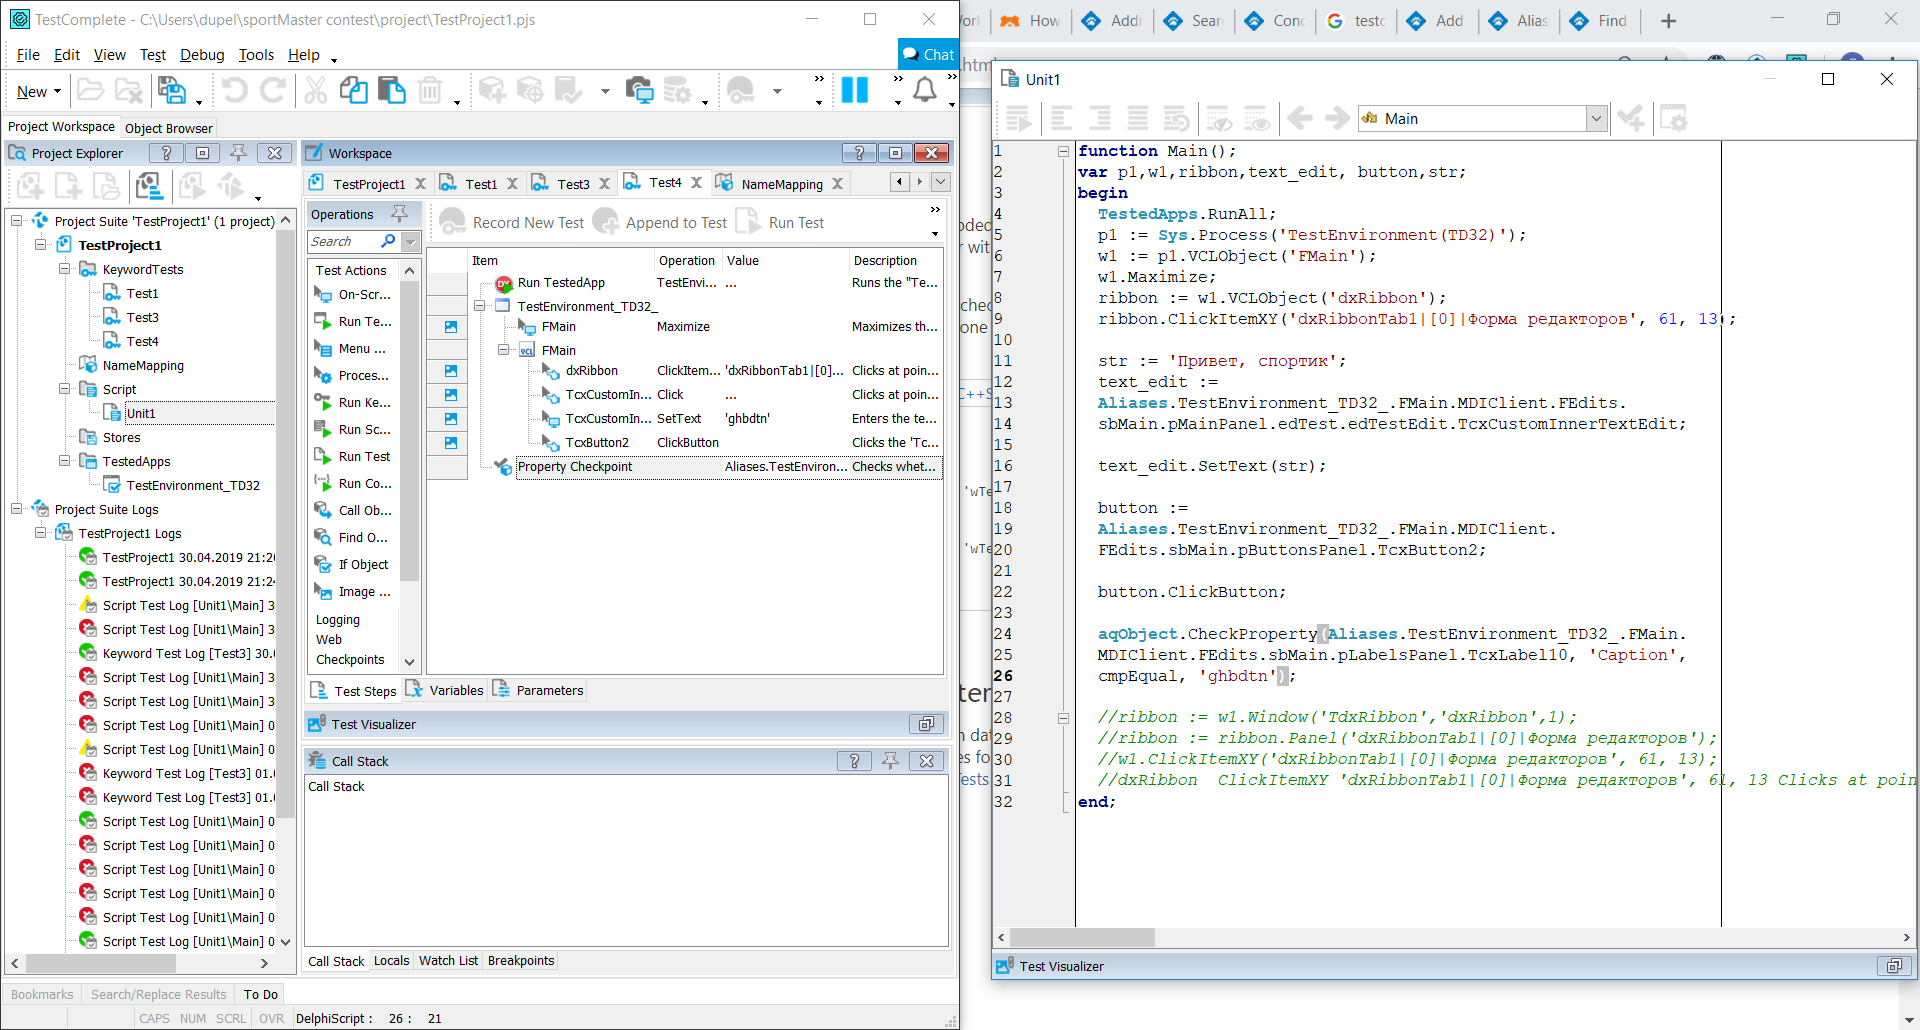 TestComplete - C:\Users\dupel\sportMaster contest\project\TestProject1.pjs
File Edit View Test Debug Tools Help
Chat
New
Project Workspace Object Browser
Project Explorer
Project Suite 'TestProject1' (1 project)
TestProject1
KeywordTests
Test1
Test3
Test4
NameMapping
Script
Unit1
Stores
TestedApps
TestEnvironment_TD32
Project Suite Logs
TestProject1 Logs
TestProject1 30.04.2019 21:2
TestProject1 30.04.2019 21:24
Script Test Log [Unit1\Main] 3
Script Test Log [Unit1\Main] 3
Keyword Test Log [Test3] 30.
Script Test Log [Unit1\Main] 3
Script Test Log [Unit1\Main] 3
Script Test Log [Unit1\Main] 0
Script Test Log [Unit1\Main] 0
Keyword Test Log [Test3] 01.
Keyword Test Log [Test3] 01.
Script Test Log [Unit1\Main] 0
Script Test Log [Unit1\Main] 0
Script Test Log [Unit1\Main] 0
Script Test Log [Unit1\Main] 0
Script Test Log [Unit1\Main] 0
Script Test Log [Unit1\Main] 0
Workspace
TestProject1 Test1 Test3 Test4 NameMapping
Operations
Search
Record New Test Append to Test Run Test
Test Actions
On-Scr...
Run Te...
Menu ...
Proces...
Run Ke...
Run Sc...
Run Test
Run Co...
Call Ob...
Find O...
If Object
Image ...
Logging
Web
Checkpoints
Item Operation Value Description
Run TestedApp TestEnvi... ... Runs the "Te...
TestEnvironment_TD32_
FMain Maximize Maximizes th...
FMain
dxRibbon ClickItem... 'dxRibbonTab1|[0]... Clicks at poin...
TcxCustomIn... Click ... Clicks at poin...
TcxCustomIn... SetText 'ghbdtn' Enters the te...
TcxButton2 ClickButton Clicks the 'Tc...
Property Checkpoint Aliases.TestEnviron... Checks whet...
Test Steps Variables Parameters
Test Visualizer
Call Stack
Call Stack
Call Stack Locals Watch List Breakpoints
Bookmarks Search/Replace Results To Do
CAPS NUM SCRL OVR DelphiScript : 26 : 21
How Addr Sear Con testc Add Alias Find
Unit1
Main
1 function Main();
2 var p1,w1,ribbon,text_edit, button,str;
3 begin
4 TestedApps.RunAll;
5 p1 := Sys.Process('TestEnvironment(TD32)');
6 w1 := p1.VCLObject('FMain');
7 w1.Maximize;
8 ribbon := w1.VCLObject('dxRibbon');
9 ribbon.ClickItemXY('dxRibbonTab1|[0]|Форма редакторов', 61, 13);
10
11 str := 'Привет, спортик';
12 text_edit :=
13 Aliases.TestEnvironment_TD32_.FMain.MDIClient.FEdits.
14 sbMain.pMainPanel.edTest.edTestEdit.TcxCustomInnerTextEdit;
15
16 text_edit.SetText(str);
17
18 button :=
19 Aliases.TestEnvironment_TD32_.FMain.MDIClient.
20 FEdits.sbMain.pButtonsPanel.TcxButton2;
21
22 button.ClickButton;
23
24 aqObject.CheckProperty(Aliases.TestEnvironment_TD32_.FMain.
25 MDIClient.FEdits.sbMain.pLabelsPanel.TcxLabel10, 'Caption',
26 cmpEqual, 'ghbdtn');
27
28 //ribbon := w1.Window('TdxRibbon','dxRibbon',1);
29 //ribbon := ribbon.Panel('dxRibbonTab1|[0]|Форма редакторов');
30 //w1.ClickItemXY('dxRibbonTab1|[0]|Форма редакторов', 61, 13);
31 //dxRibbon ClickItemXY 'dxRibbonTab1|[0]|Форма редакторов', 61, 13 Clicks at poin
32 end;
Test Visualizer